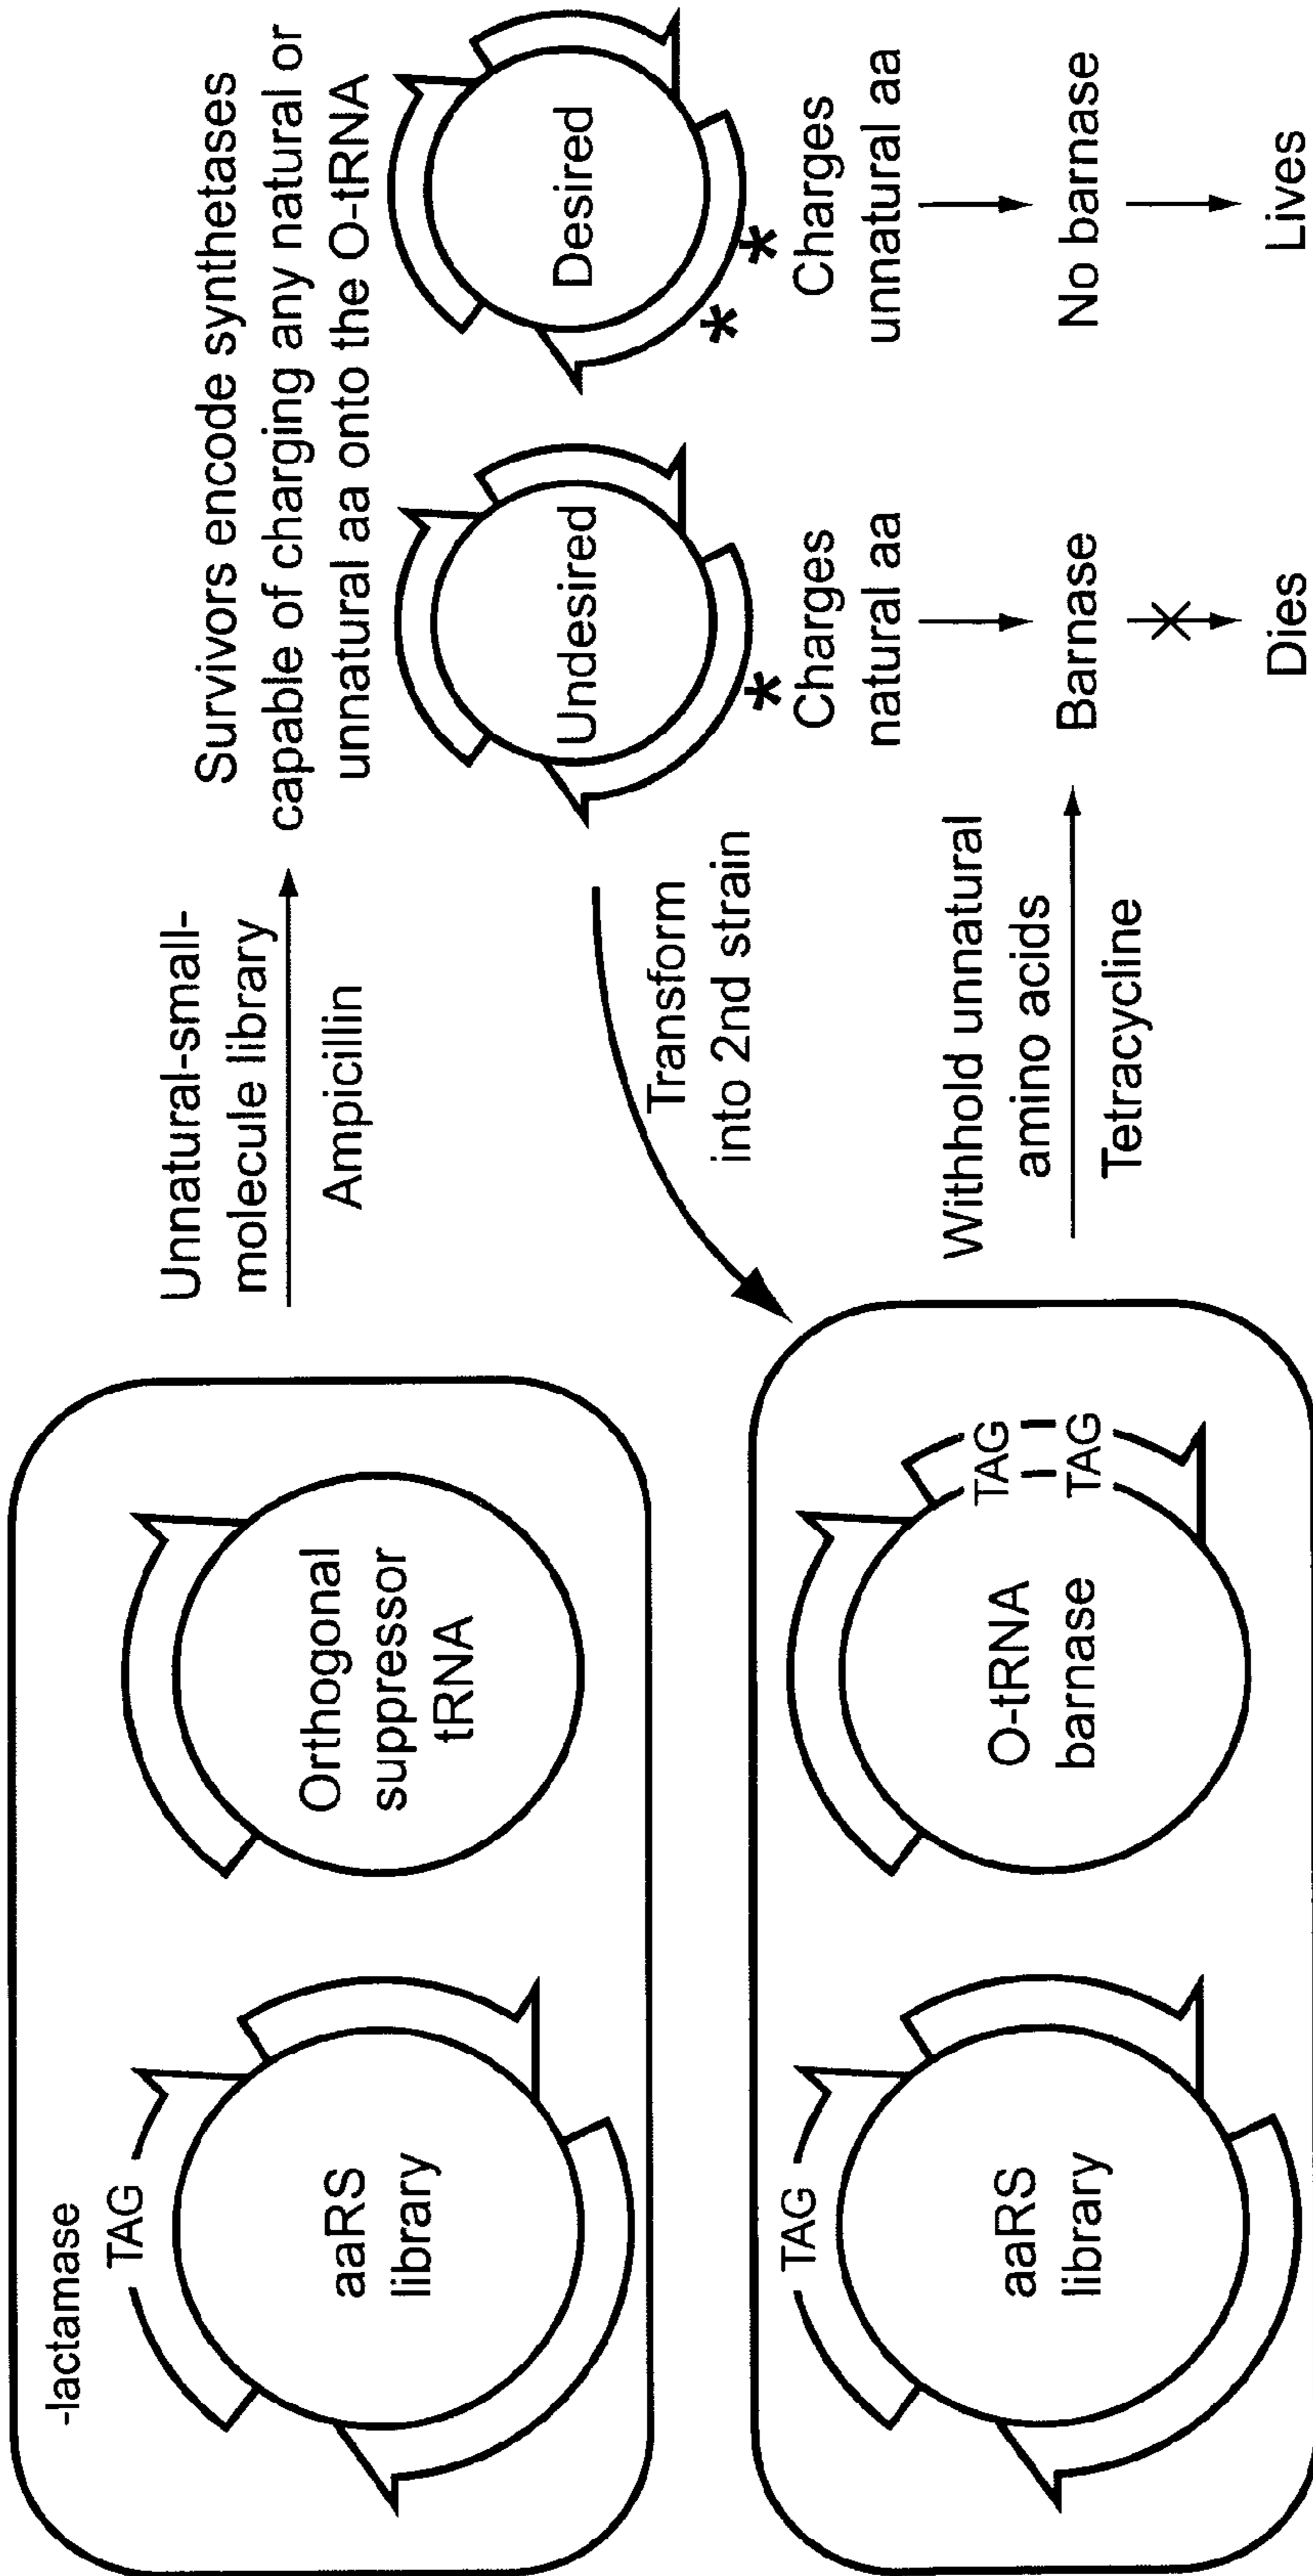 -lactamase
TAG
aaRS
library
Orthogonal
suppressor
tRNA
Unnatural-small-
molecule library
Ampicillin
Survivors encode synthetases
capable of charging any natural or
unnatural aa onto the O-tRNA
Undesired
*
Charges
natural aa
Barnase
Dies
Desired
*
*
Charges
unnatural aa
No barnase
Lives
Transform
into 2nd strain
TAG
aaRS
library
O-tRNA
barnase
TAG
TAG
Withhold unnatural
amino acids
Tetracycline